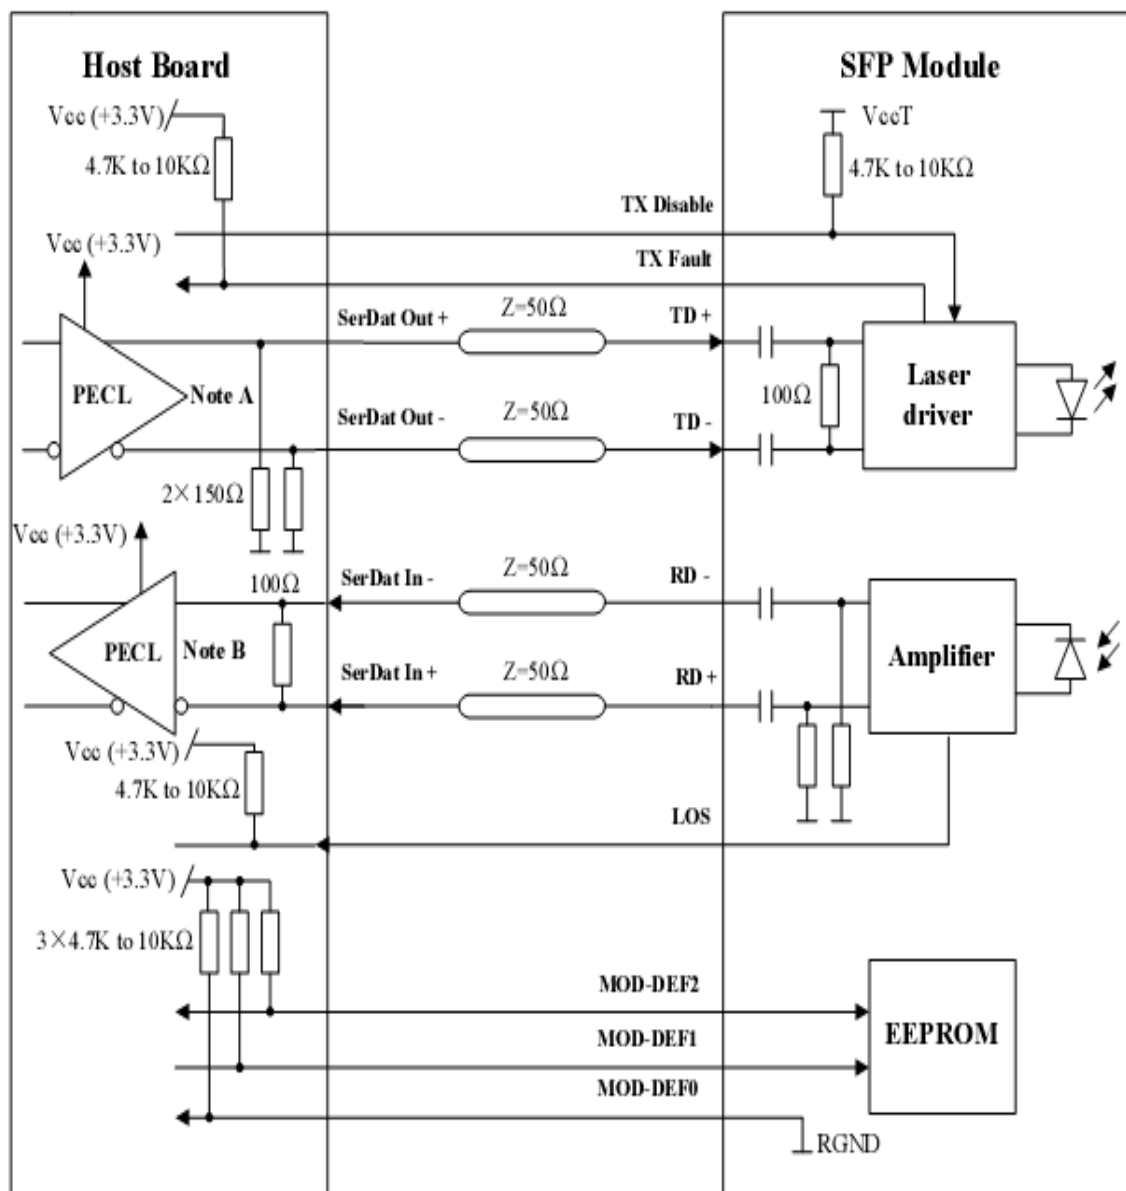 Host Board
SFP Module
Vcc (+3.3V)
VccT
4.7K to 10KΩ
4.7K to 10KΩ
TX Disable
Vcc (+3.3V)
TX Fault
SerDat Out +
Z=50Ω
TD +
PECL
Note A
Laser
driver
100Ω
SerDat Out -
Z=50Ω
TD -
2×150Ω
Vcc (+3.3V)
100Ω
SerDat In -
Z=50Ω
RD -
PECL
Note B
Amplifier
SerDat In +
Z=50Ω
RD +
Vcc (+3.3V)
4.7K to 10KΩ
LOS
Vcc (+3.3V)
3×4.7K to 10KΩ
MOD-DEF2
EEPROM
MOD-DEF1
MOD-DEF0
RGND